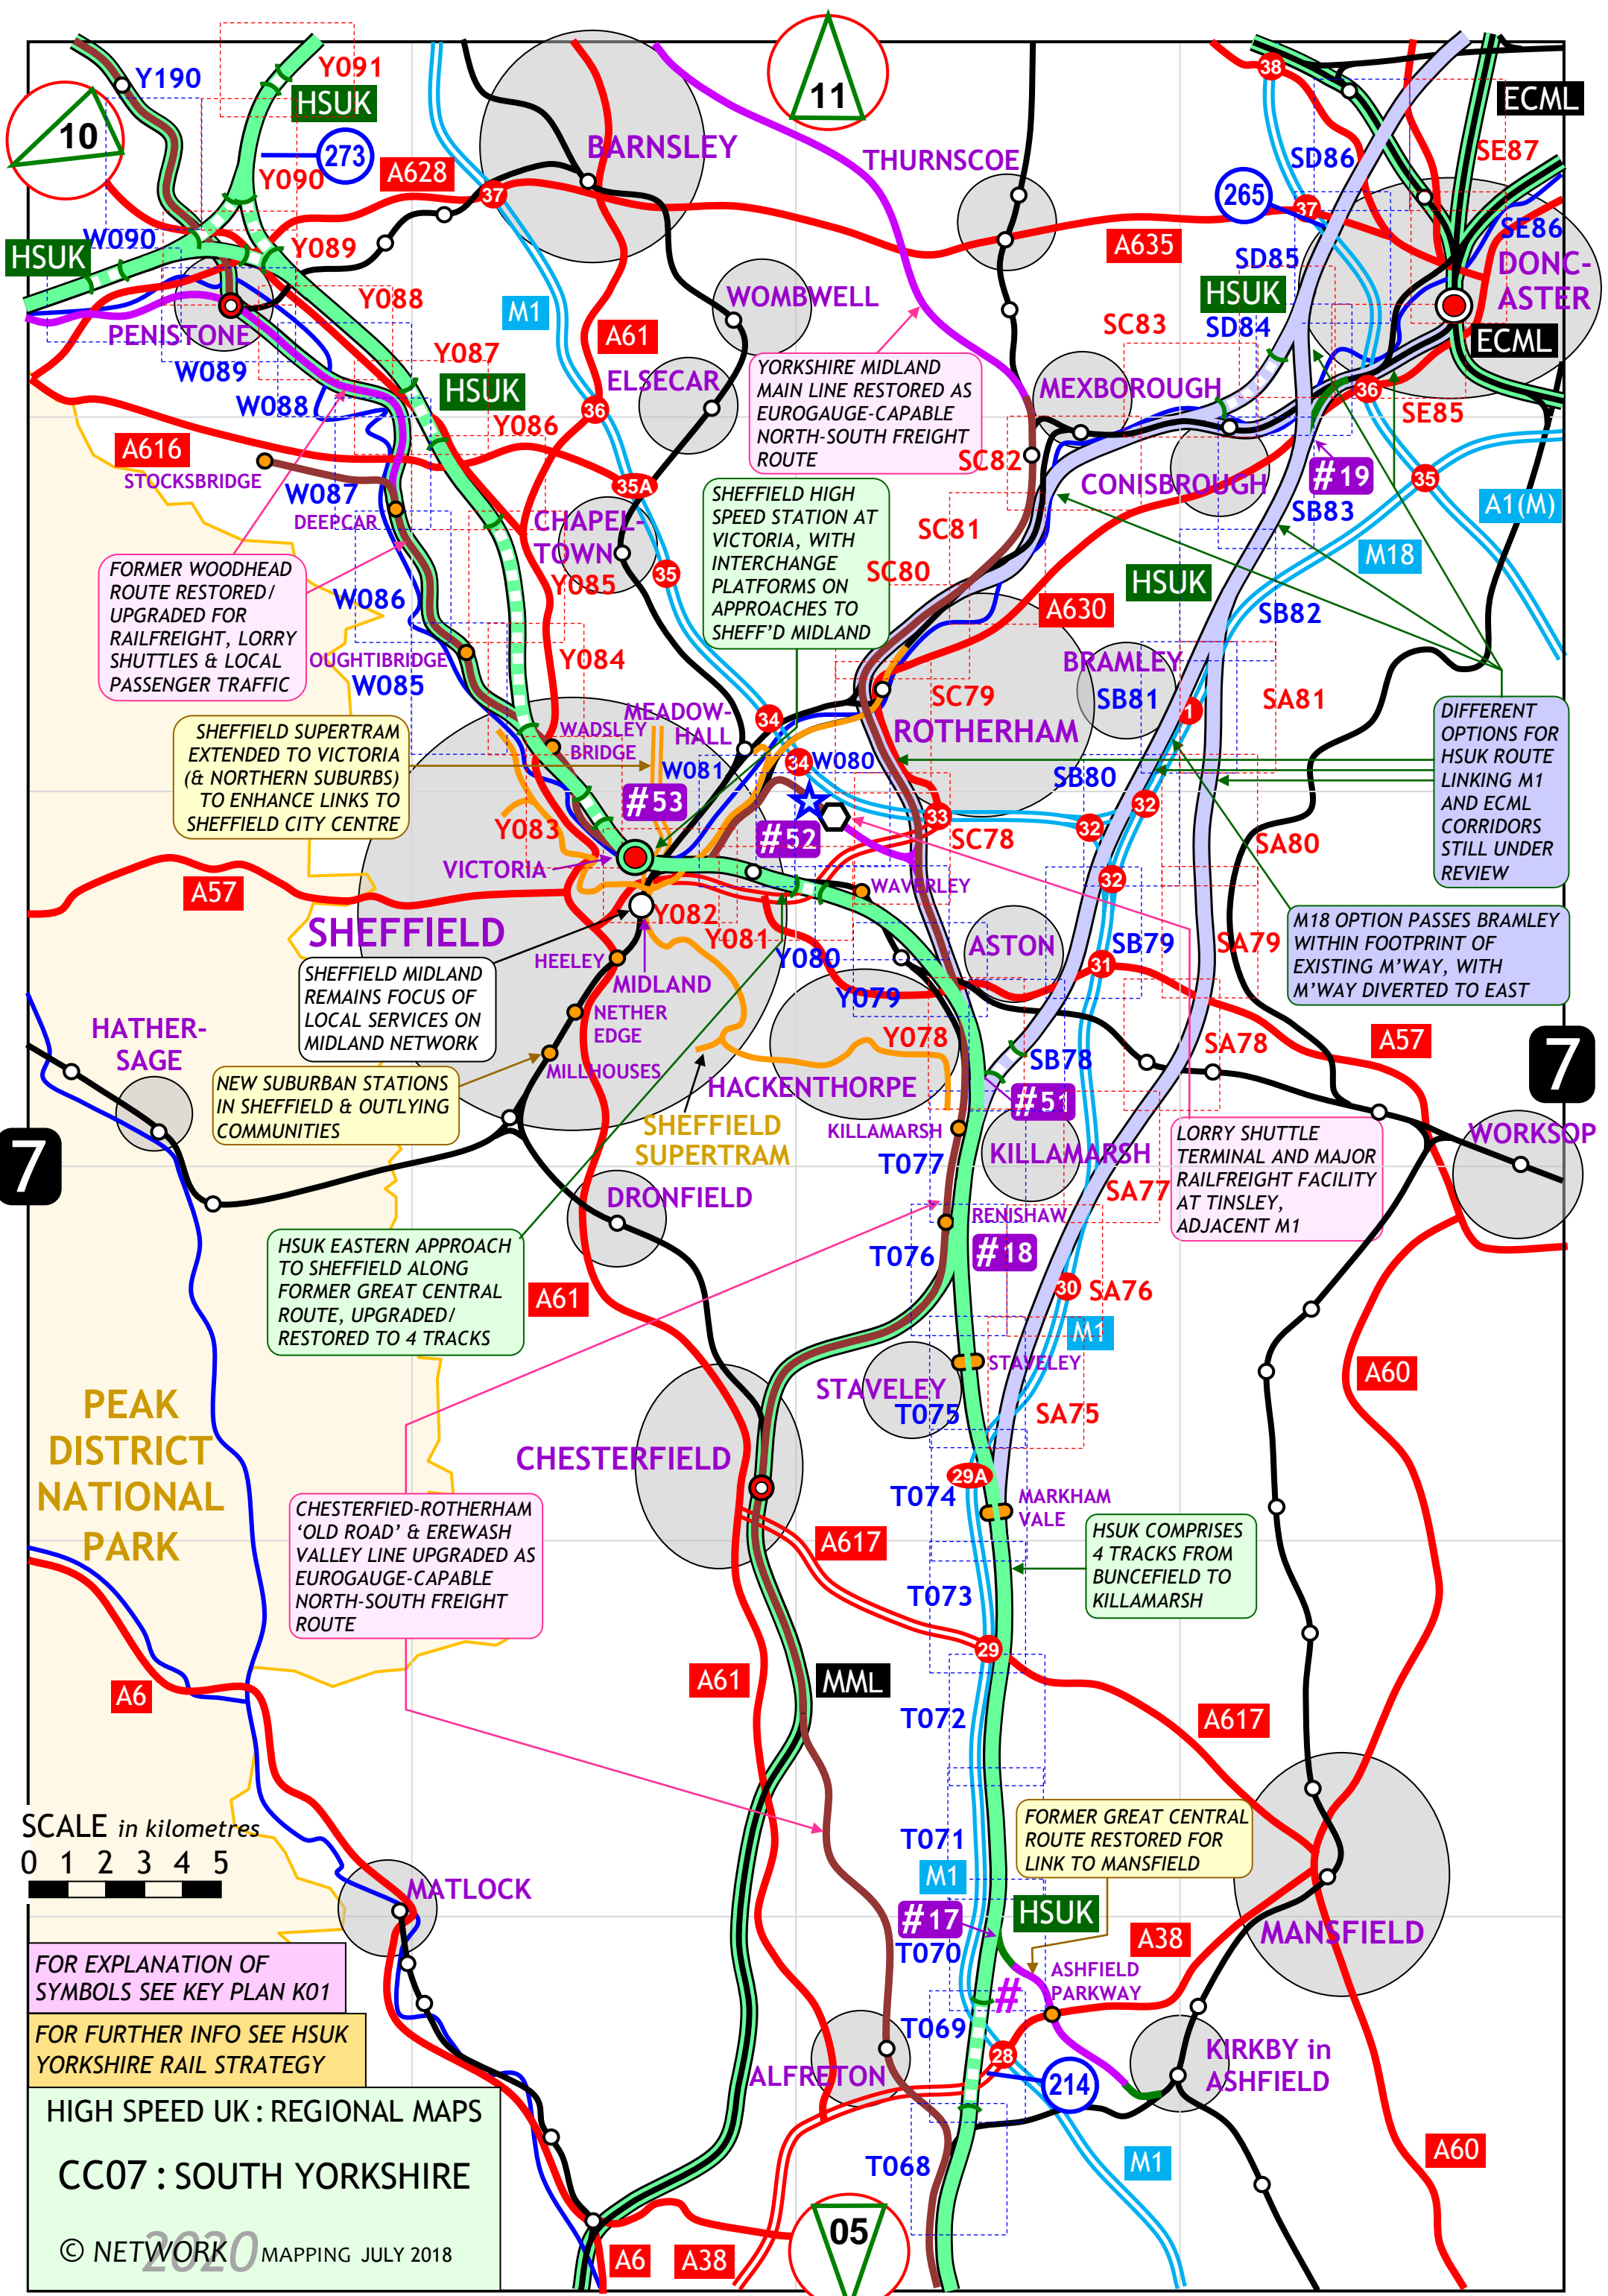 Y190
Y091
HSUK
10
11
273
Y090
A628
BARNSLEY
THURNSCOE
38
ECML
SD86
SE87
265
37
37
A635
SE86
W090
HSUK
Y089
SD85
DONC-
ASTER
HSUK
Y088
M1
WOMBWELL
SC83
SD84
PENISTONE
A61
ECML
Y087
HSUK
W089
ELSECAR
YORKSHIRE MIDLAND
MAIN LINE RESTORED AS
EUROGAUGE-CAPABLE
NORTH-SOUTH FREIGHT
ROUTE
MEXBOROUGH
36
SE85
W088
36
Y086
A616
STOCKSBRIDGE
SC82
CONISBROUGH
#19
35
W087
DEEPCAR
35A
CHAPEL-
TOWN
SHEFFIELD HIGH
SPEED STATION AT
VICTORIA, WITH
INTERCHANGE
PLATFORMS ON
APPROACHES TO
SHEFF'D MIDLAND
SC81
SB83
A1(M)
M18
FORMER WOODHEAD
ROUTE RESTORED/
UPGRADED FOR
RAILFREIGHT, LORRY
SHUTTLES & LOCAL
PASSENGER TRAFFIC
35
SC80
HSUK
Y085
W086
A630
SB82
OUGHTIBRIDGE
Y084
W085
BRAMLEY
SB81
SA81
SC79
1
ROTHERHAM
DIFFERENT
OPTIONS FOR
HSUK ROUTE
LINKING M1
AND ECML
CORRIDORS
STILL UNDER
REVIEW
SHEFFIELD SUPERTRAM
EXTENDED TO VICTORIA
(& NORTHERN SUBURBS)
TO ENHANCE LINKS TO
SHEFFIELD CITY CENTRE
MEADOW-
HALL
34
WADSLEY
BRIDGE
W081
34
W080
SB80
#53
32
33
32
Y083
#52
SC78
SA80
VICTORIA
A57
WAVERLEY
32
Y082
SHEFFIELD
Y081
M18 OPTION PASSES BRAMLEY
WITHIN FOOTPRINT OF
EXISTING M'WAY, WITH
M'WAY DIVERTED TO EAST
Y080
ASTON
SB79
SA79
31
HEELEY
SHEFFIELD MIDLAND
REMAINS FOCUS OF
LOCAL SERVICES ON
MIDLAND NETWORK
MIDLAND
Y079
NETHER
EDGE
HATHER-
SAGE
Y078
SB78
SA78
A57
7
MILLHOUSES
HACKENTHORPE
NEW SUBURBAN STATIONS
IN SHEFFIELD & OUTLYING
COMMUNITIES
#51
SHEFFIELD
SUPERTRAM
KILLAMARSH
KILLAMARSH
LORRY SHUTTLE
TERMINAL AND MAJOR
RAILFREIGHT FACILITY
AT TINSLEY,
ADJACENT M1
WORKSOP
7
T077
SA77
DRONFIELD
RENISHAW
#18
T076
HSUK EASTERN APPROACH
TO SHEFFIELD ALONG
FORMER GREAT CENTRAL
ROUTE, UPGRADED/
RESTORED TO 4 TRACKS
A61
30
SA76
M1
STAVELEY
STAVELEY
A60
PEAK
DISTRICT
NATIONAL
PARK
T075
SA75
CHESTERFIELD
29A
T074
MARKHAM
VALE
CHESTERFIED-ROTHERHAM
‘OLD ROAD’ & EREWASH
VALLEY LINE UPGRADED AS
EUROGAUGE-CAPABLE
NORTH-SOUTH FREIGHT
ROUTE
A617
HSUK COMPRISES
4 TRACKS FROM
BUNCEFIELD TO
KILLAMARSH
T073
29
A61
MML
A6
T072
A617
SCALE in kilometres
0 1 2 3 4 5
T071
FORMER GREAT CENTRAL
ROUTE RESTORED FOR
LINK TO MANSFIELD
M1
MATLOCK
#17
HSUK
MANSFIELD
A38
T070
FOR EXPLANATION OF
SYMBOLS SEE KEY PLAN K01
ASHFIELD
PARKWAY
#
FOR FURTHER INFO SEE HSUK
YORKSHIRE RAIL STRATEGY
T069
28
KIRKBY in
ASHFIELD
ALFRETON
214
HIGH SPEED UK : REGIONAL MAPS
CC07 : SOUTH YORKSHIRE
© NETWORK 2020 MAPPING JULY 2018
T068
M1
A60
05
A6
A38